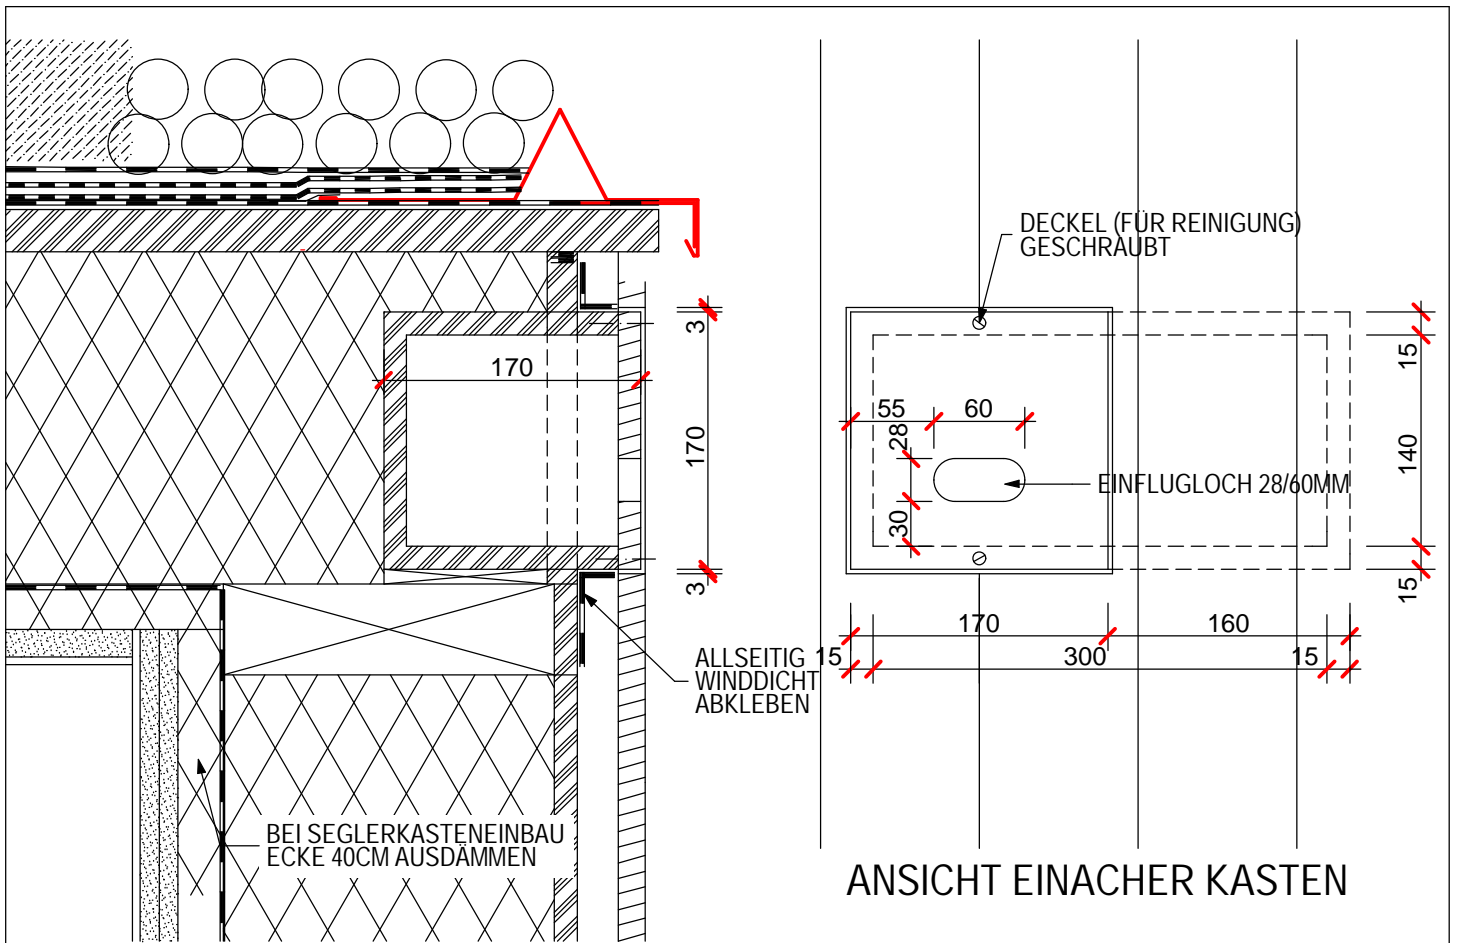 DECKEL (FÜR REINIGUNG)
GESCHRAUBT
3
170
170
3
15
140
15
55
60
28
30
EINFLUGLOCH 28/60MM
170
160
15
300
15
ALLSEITIG
WINDDICHT
ABKLEBEN
BEI SEGLERKASTENEINBAU
ECKE 40CM AUSDÄMMEN
ANSICHT EINACHER KASTEN